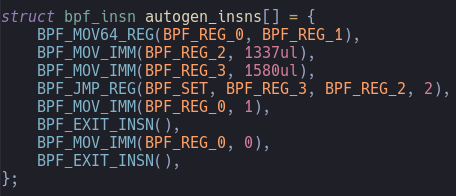 struct bpf_insn autogen_insns[] = {
    BPF_MOV64_REG(BPF_REG_0, BPF_REG_1),
    BPF_MOV_IMM(BPF_REG_2, 1337ul),
    BPF_MOV_IMM(BPF_REG_3, 1580ul),
    BPF_JMP_REG(BPF_SET, BPF_REG_3, BPF_REG_2, 2),
    BPF_MOV_IMM(BPF_REG_0, 1),
    BPF_EXIT_INSN(),
    BPF_MOV_IMM(BPF_REG_0, 0),
    BPF_EXIT_INSN(),
};